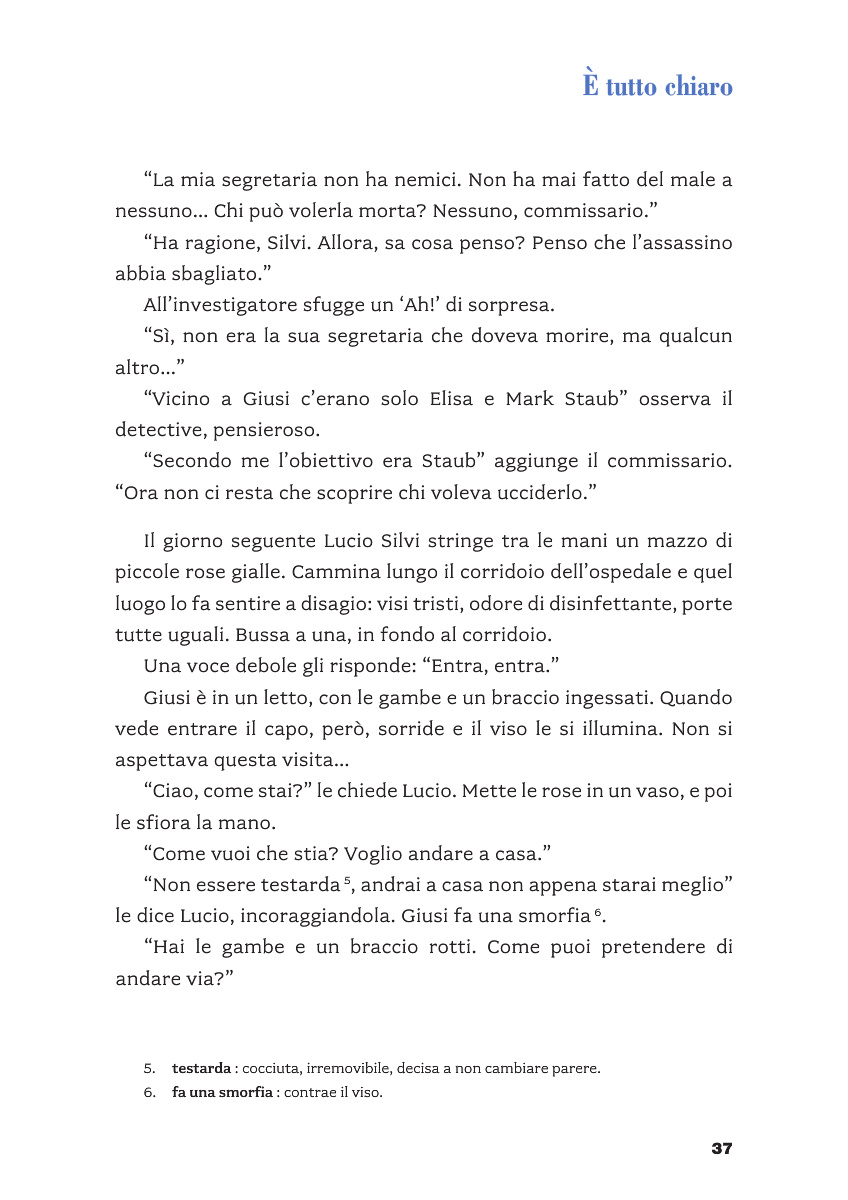 È tutto chiaro
“La mia segretaria non ha nemici. Non ha mai fatto del male a
nessuno... Chi può volerla morta? Nessuno, commissario.”
“Ha ragione, Silvi. Allora, sa cosa penso? Penso che l’assassino
abbia sbagliato.”
All’investigatore sfugge un ‘Ah!’ di sorpresa.
“Sì, non era la sua segretaria che doveva morire, ma qualcun
altro...”
“Vicino a Giusi c’erano solo Elisa e Mark Staub” osserva il
detective, pensieroso.
“Secondo me l’obiettivo era Staub” aggiunge il commissario.
“Ora non ci resta che scoprire chi voleva ucciderlo.”
Il giorno seguente Lucio Silvi stringe tra le mani un mazzo di
piccole rose gialle. Cammina lungo il corridoio dell’ospedale e quel
luogo lo fa sentire a disagio: visi tristi, odore di disinfettante, porte
tutte uguali. Bussa a una, in fondo al corridoio.
Una voce debole gli risponde: “Entra, entra.”
Giusi è in un letto, con le gambe e un braccio ingessati. Quando
vede entrare il capo, però, sorride e il viso le si illumina. Non si
aspettava questa visita...
“Ciao, come stai?” le chiede Lucio. Mette le rose in un vaso, e poi
le sfiora la mano.
“Come vuoi che stia? Voglio andare a casa.”
“Non essere testarda⁵, andrai a casa non appena starai meglio”
le dice Lucio, incoraggiandola. Giusi fa una smorfia⁶.
“Hai le gambe e un braccio rotti. Come puoi pretendere di
andare via?”
5. testarda : cocciuta, irremovibile, decisa a non cambiare parere.
6. fa una smorfia : contrae il viso.
37